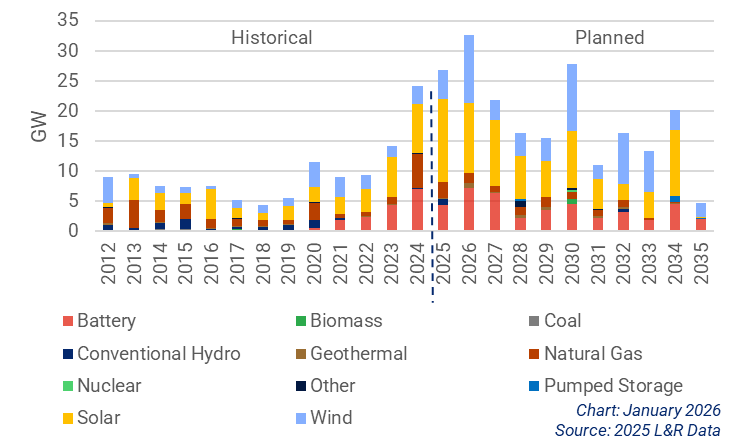 35
Historical
Planned
30
25
20
15
10
5
0
GW
2012
2013
2014
2015
2016
2017
2018
2019
2020
2021
2022
2023
2024
2025
2026
2027
2028
2029
2030
2031
2032
2033
2034
2035
Battery
Biomass
Coal
Conventional Hydro
Geothermal
Natural Gas
Nuclear
Other
Pumped Storage
Solar
Wind
Chart: January 2026
Source: 2025 L&R Data